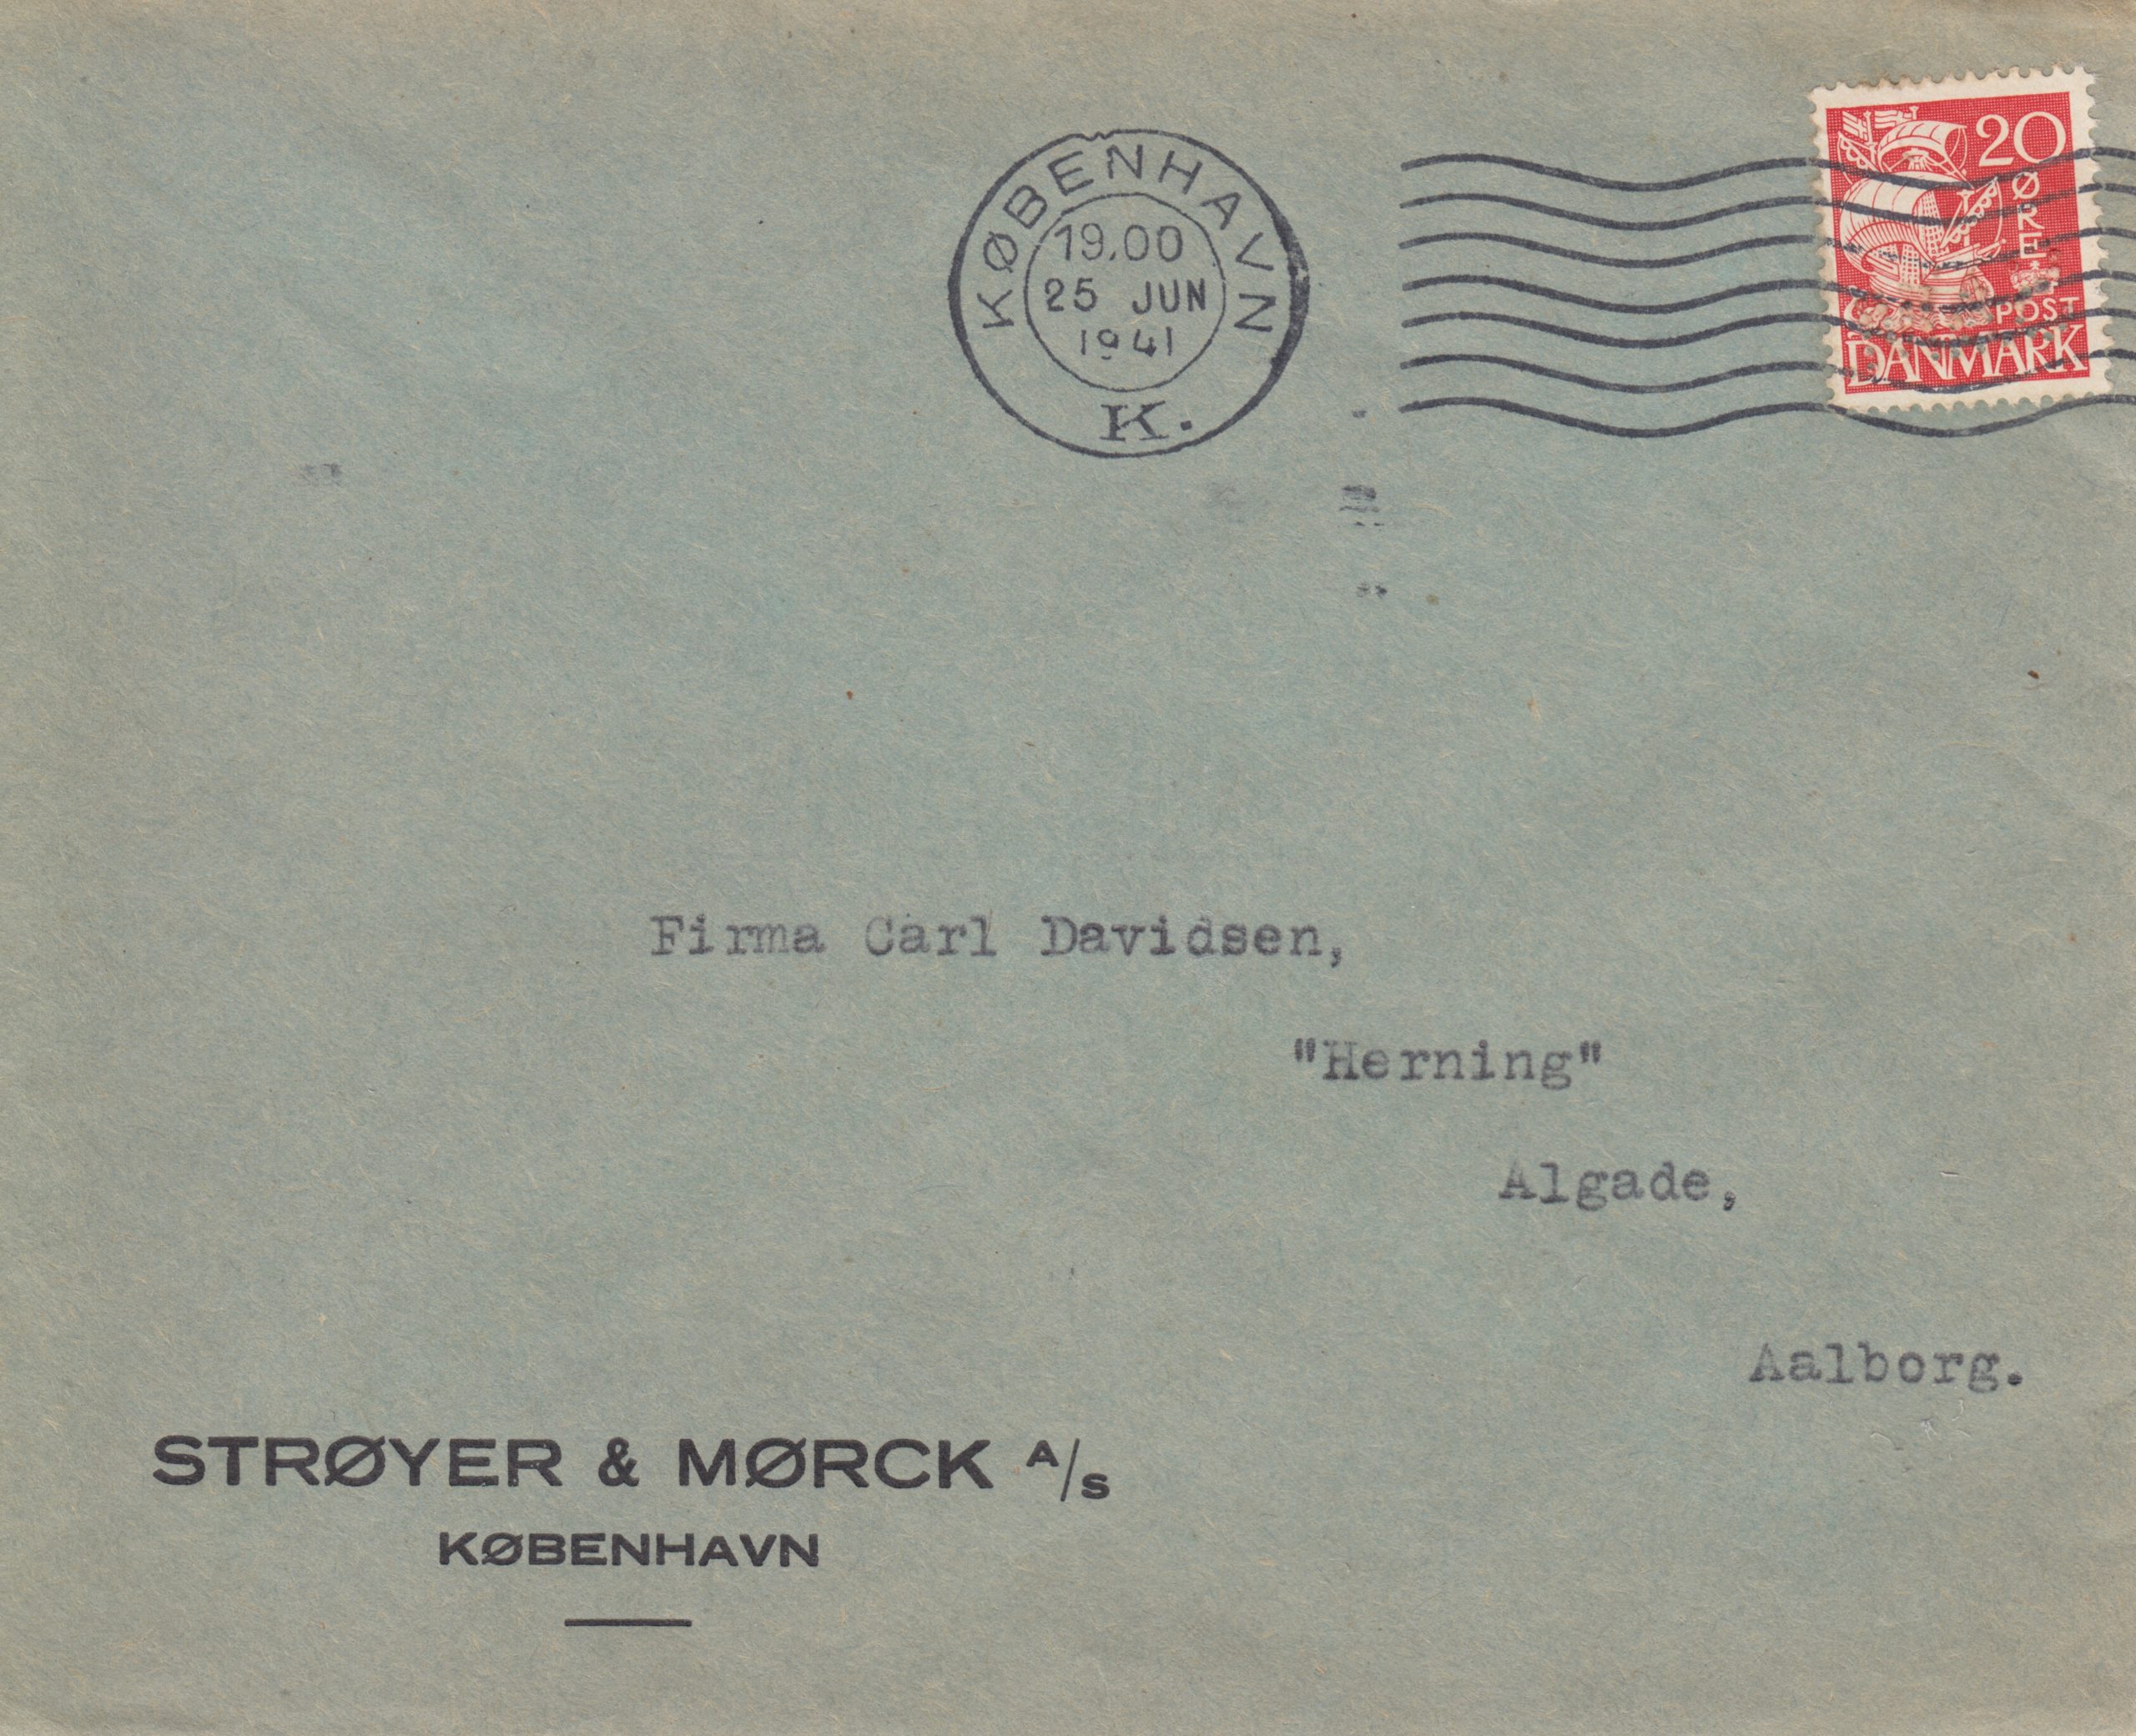 KØBENHAVN
19.00
25 JUN
1941
K.
20
ØRE
POST
DANMARK
Firma Carl Davidsen,
"Herning"
Algade,
Aalborg.
STRØYER & MØRCK A/S
KØBENHAVN